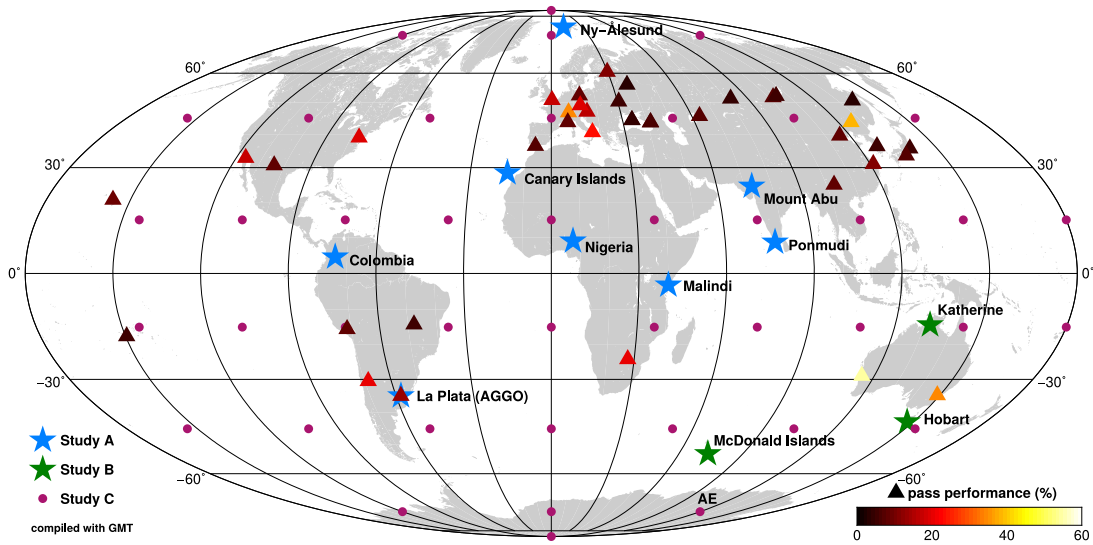 Ny−Ålesund
60°
60°
30°
30°
Canary Islands
Mount Abu
Nigeria
Ponmudi
Colombia
0°
0°
Malindi
Katherine
−30°
−30°
La Plata (AGGO)
Hobart
Study A
McDonald Islands
Study B
−60°
−60°
Study C
AE
pass performance (%)
compiled with GMT
0 20 40 60